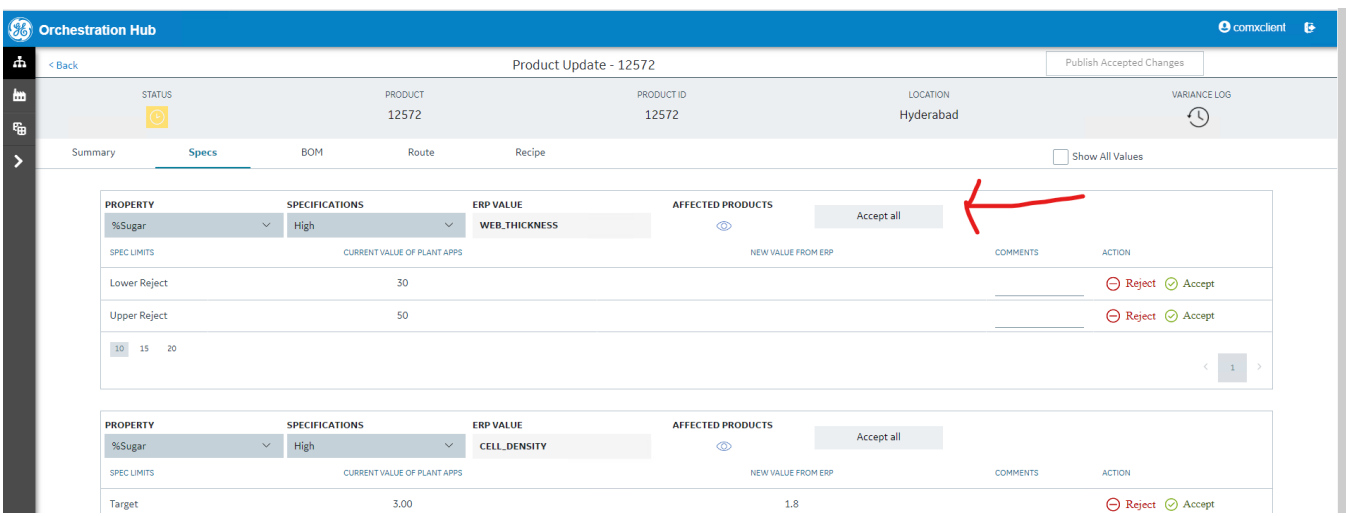 Orchestration Hub
comxclient
< Back
Product Update - 12572
Publish Accepted Changes
STATUS PRODUCT PRODUCT ID LOCATION VARIANCE LOG
12572 12572 Hyderabad
Summary Specs BOM Route Recipe Show All Values
PROPERTY SPECIFICATIONS ERP VALUE AFFECTED PRODUCTS
%Sugar High WEB_THICKNESS Accept all
SPEC LIMITS CURRENT VALUE OF PLANT APPS NEW VALUE FROM ERP COMMENTS ACTION
Lower Reject 30 Reject Accept
Upper Reject 50 Reject Accept
10 15 20
< 1 >
PROPERTY SPECIFICATIONS ERP VALUE AFFECTED PRODUCTS
%Sugar High CELL_DENSITY Accept all
SPEC LIMITS CURRENT VALUE OF PLANT APPS NEW VALUE FROM ERP COMMENTS ACTION
Target 3.00 1.8 Reject Accept